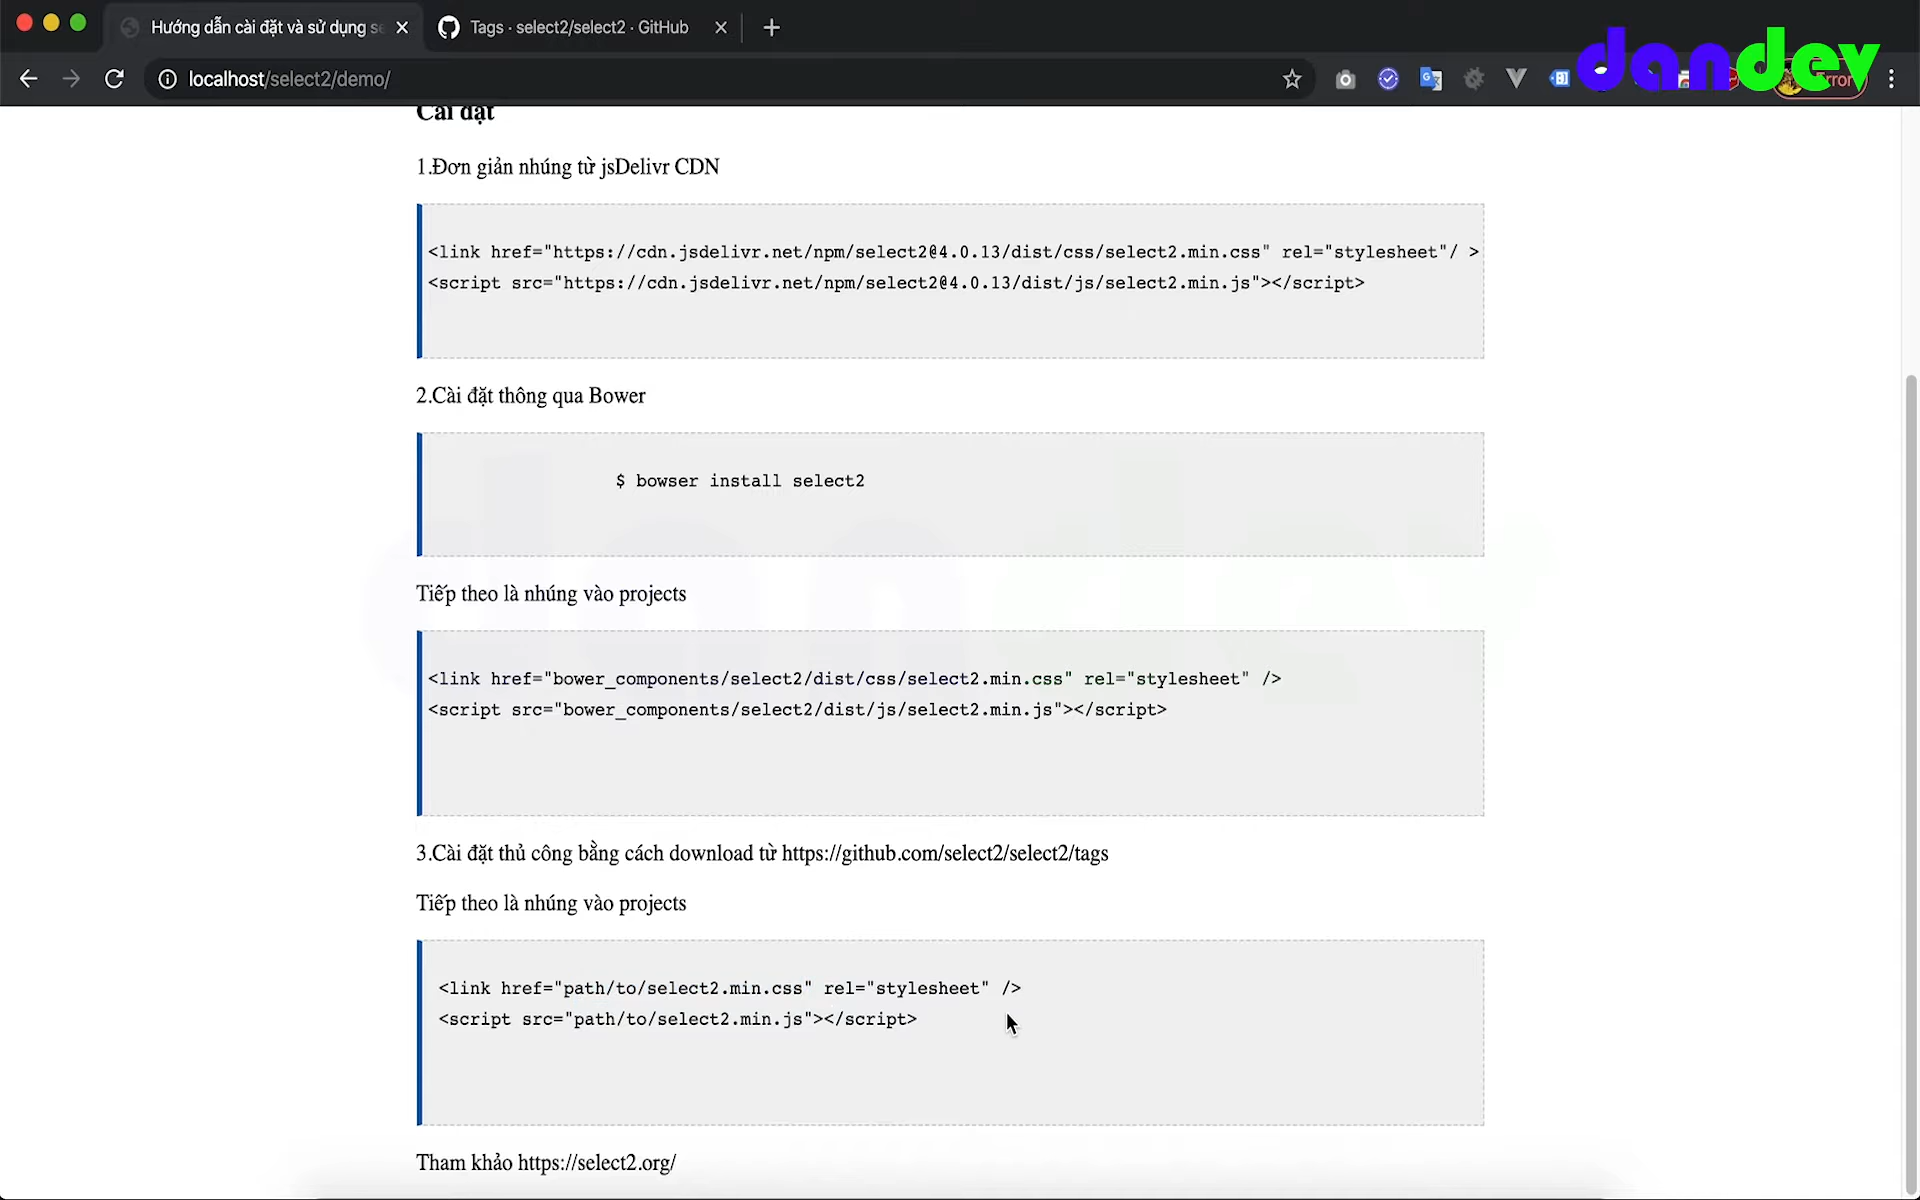 Hướng dẫn cài đặt và sử dụng se
Tags · select2/select2 · GitHub
localhost/select2/demo/
dandev
rror
Cài đặt
1.Đơn giản nhúng từ jsDelivr CDN
<link href="https://cdn.jsdelivr.net/npm/select2@4.0.13/dist/css/select2.min.css" rel="stylesheet"/ >
<script src="https://cdn.jsdelivr.net/npm/select2@4.0.13/dist/js/select2.min.js"></script>
2.Cài đặt thông qua Bower
$ bowser install select2
Tiếp theo là nhúng vào projects
<link href="bower_components/select2/dist/css/select2.min.css" rel="stylesheet" />
<script src="bower_components/select2/dist/js/select2.min.js"></script>
3.Cài đặt thủ công bằng cách download từ https://github.com/select2/select2/tags
Tiếp theo là nhúng vào projects
<link href="path/to/select2.min.css" rel="stylesheet" />
<script src="path/to/select2.min.js"></script>
Tham khảo https://select2.org/